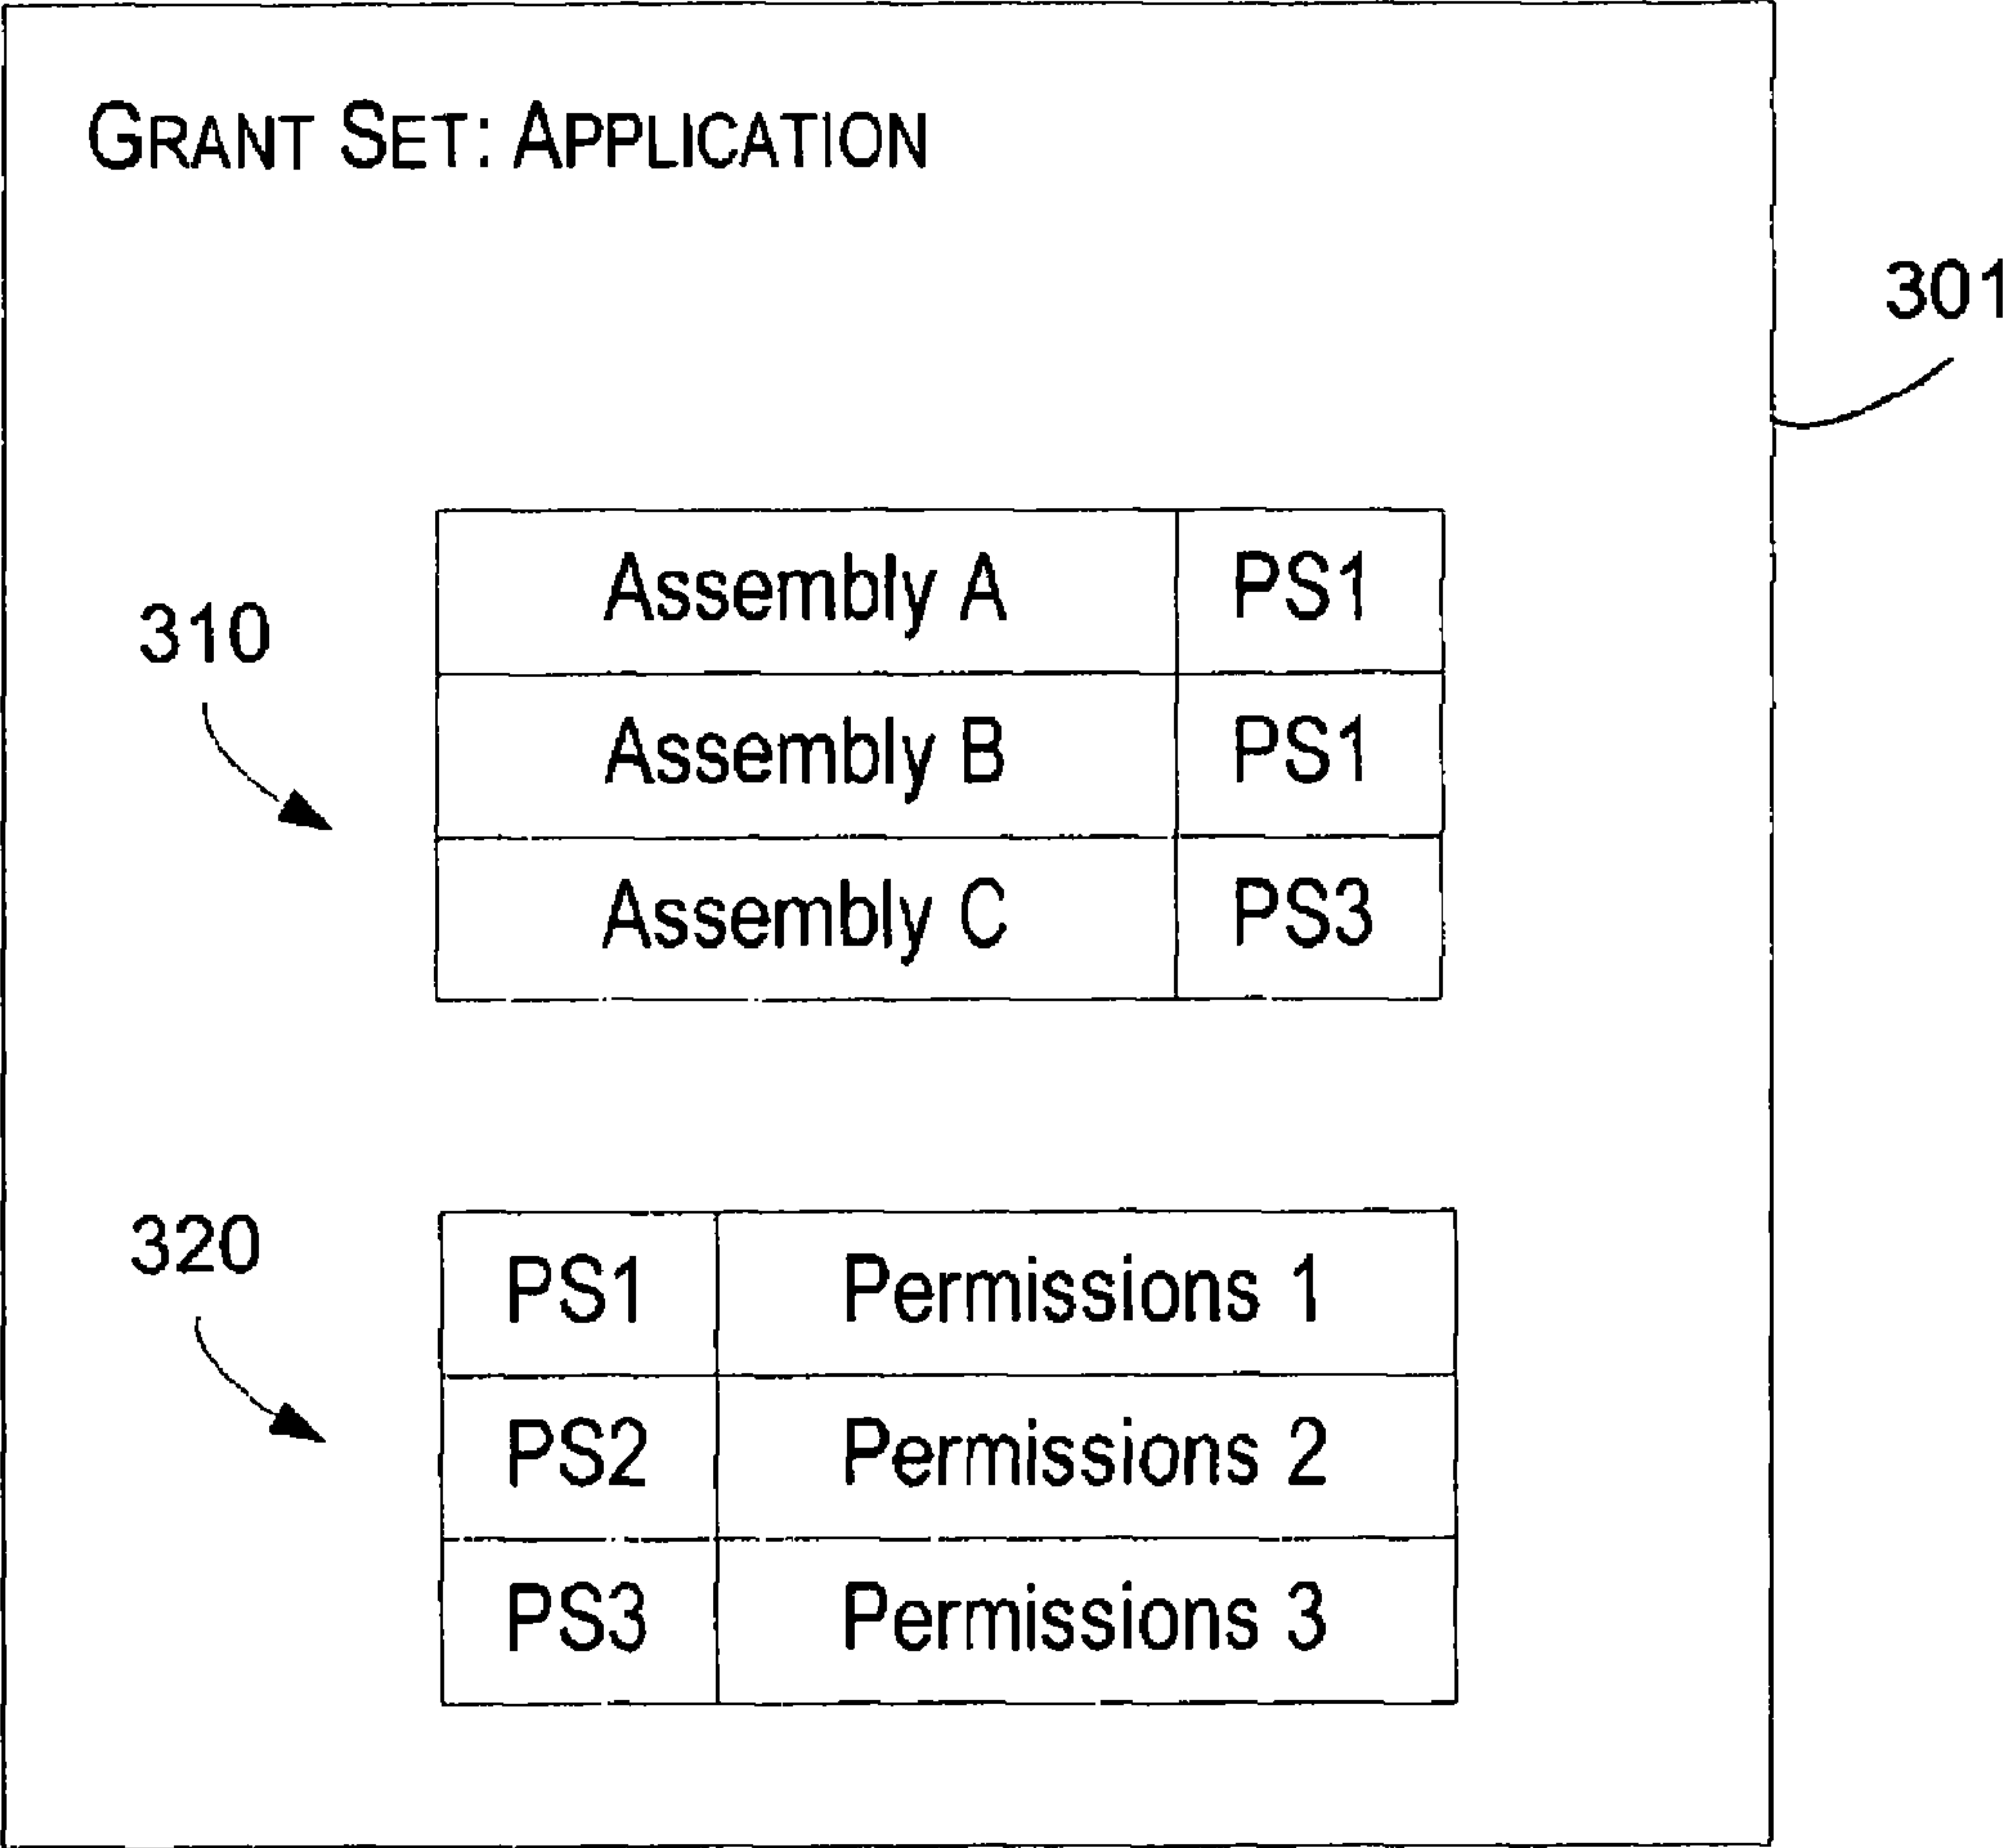 GRANT SET: APPLICATION
301
310
Assembly A PS1
Assembly B PS1
Assembly C PS3
320
PS1 Permissions 1
PS2 Permissions 2
PS3 Permissions 3